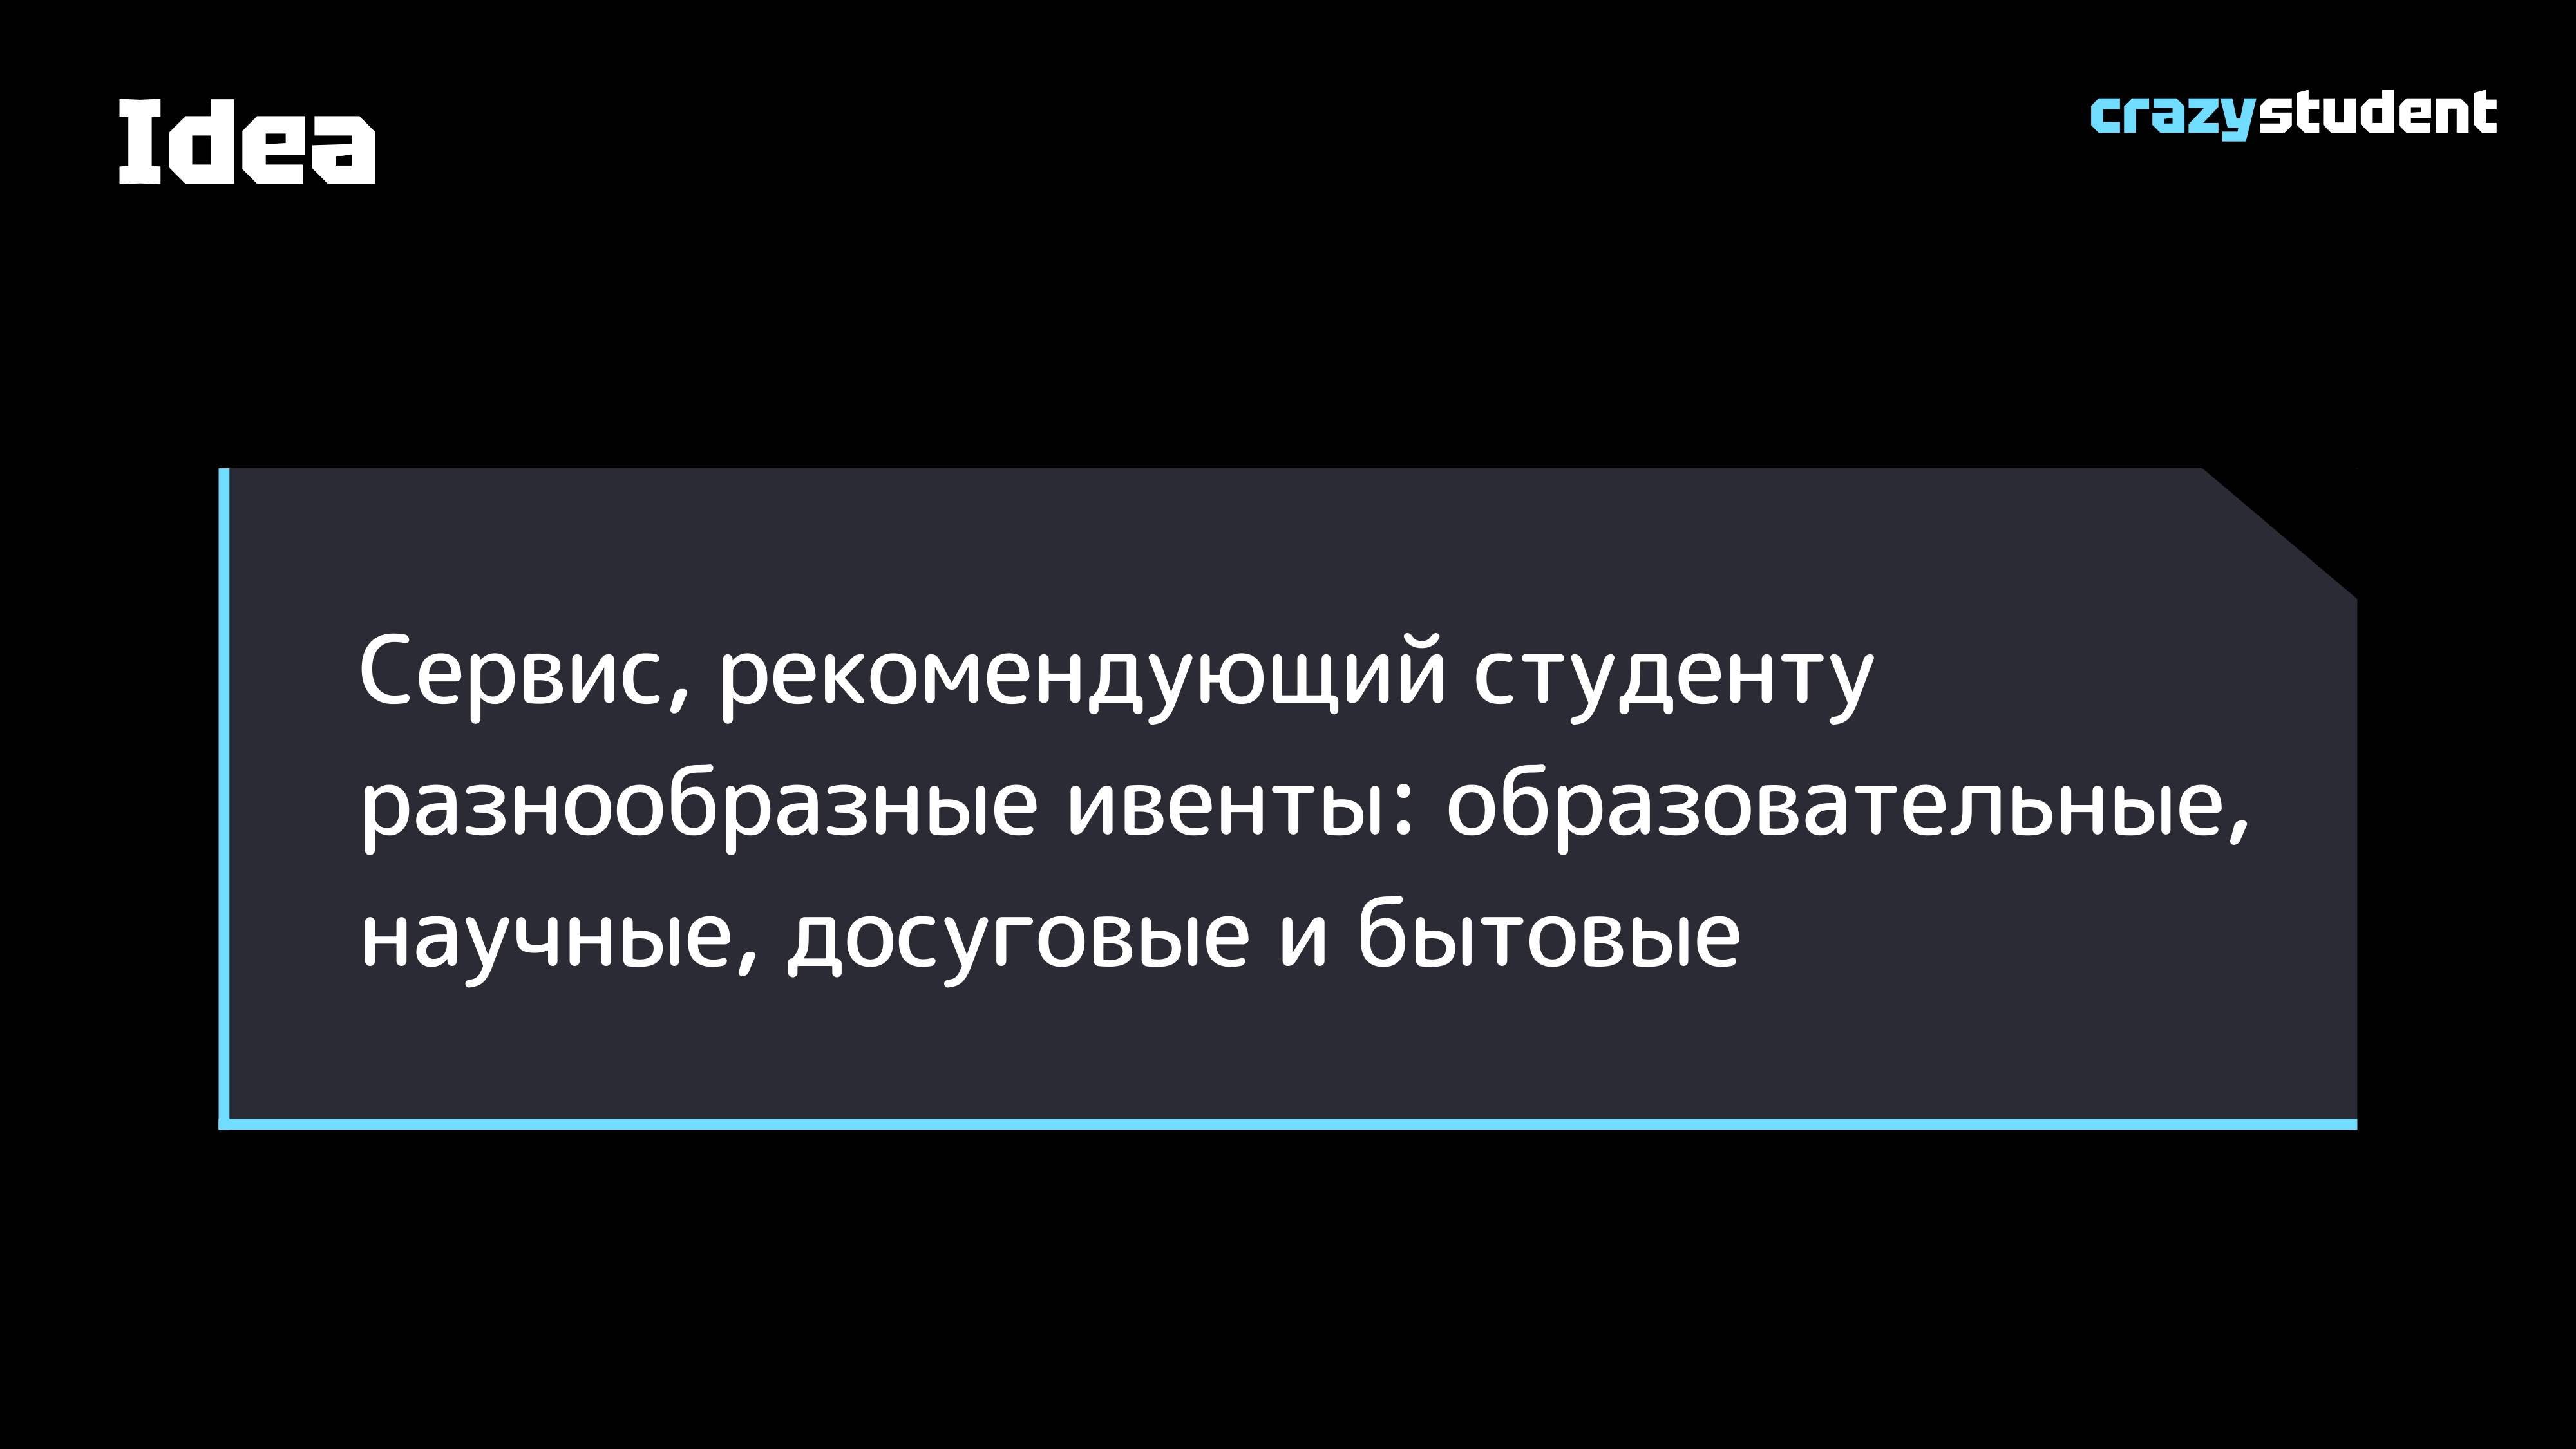 Idea
crazystudent
Сервис, рекомендующий студенту
разнообразные ивенты: образовательные,
научные, досуговые и бытовые